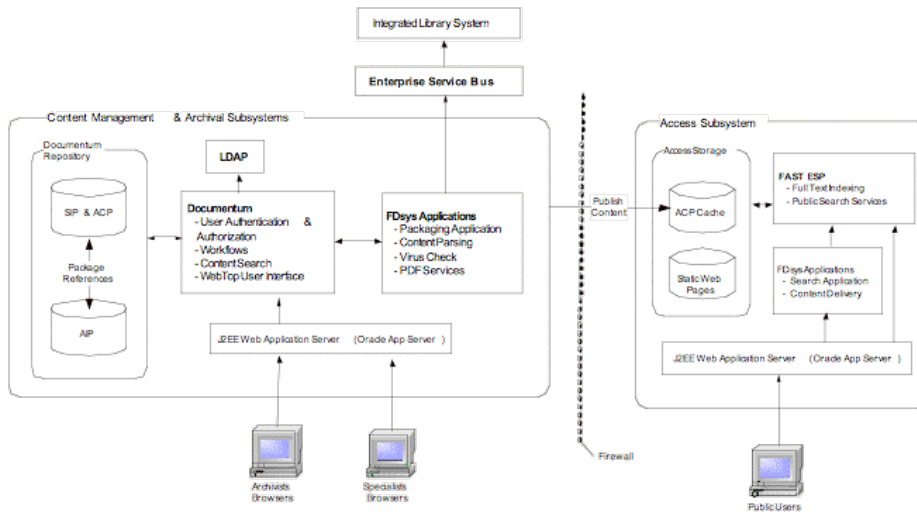 Integrated Library System
Enterprise Service Bus
Content Management & Archival Subsystems
Documentum
Repository
SIP & ACP
Package
References
AIP
LDAP
Documentum
- User Authentication &
Authorization
- Workflows
- Content Search
- WebTop User Interface
FDsys Applications
- Packaging Application
- Content Parsing
- Virus Check
- PDF Services
J2EE Web Application Server (Oracle App Server )
Archivists
Browsers
Specialists
Browsers
Publish
Content
Firewall
Access Subsystem
Access Storage
ACP Cache
Static Web
Pages
FAST ESP
- Full Text Indexing
- Public Search Services
FDsys Applications
- Search Application
- Content Delivery
J2EE Web Application Server (Oracle App Server )
Public Users